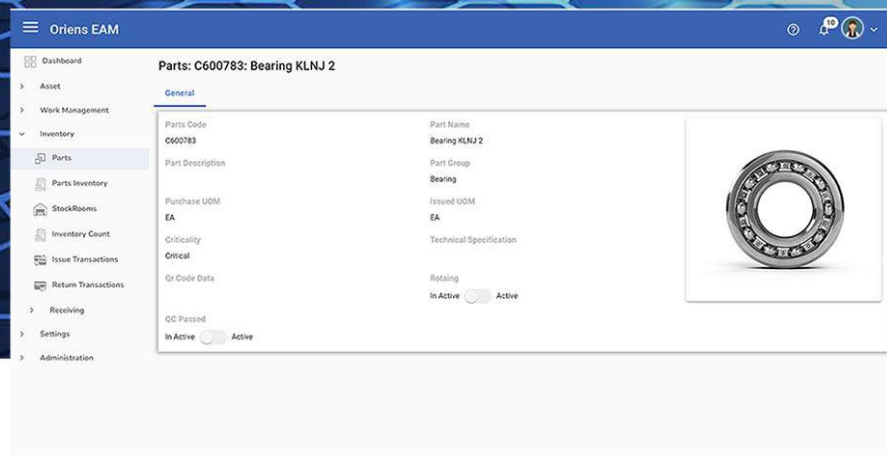 Oriens EAM
10
Dashboard
Asset
Work Management
Inventory
Parts
Parts Inventory
StockRooms
Inventory Count
Issue Transactions
Return Transactions
Receiving
Settings
Administration
Parts: C600783: Bearing KLNJ 2
General
Parts Code
C600783
Part Name
Bearing KLNJ 2
Part Description
Part Group
Bearing
Purchase UOM
EA
Issued UOM
EA
Criticality
Critical
Technical Specification
Qr Code Data
Rotaing
In Active Active
QC Passed
In Active Active